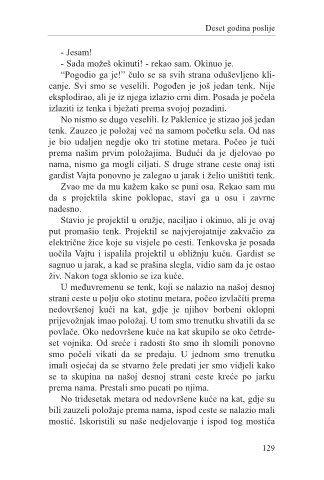 Deset godina poslije
- Jesam!
- Sada možeš okinuti! - rekao sam. Okinuo je.
“Pogodio ga je!” čulo se sa svih strana oduševljeno kli-
canje. Svi smo se veselili. Pogođen je još jedan tenk. Nije
eksplodirao, ali je iz njega izlazio crni dim. Posada je počela
izlaziti iz tenka i bježati prema svojoj pozadini.
No nismo se dugo veselili. Iz Paklenice je stizao još jedan
tenk. Zauzeo je položaj već na samom početku sela. Od nas
je bio udaljen negdje oko tri stotine metara. Počeo je tući
prema našim prvim položajima. Budući da je djelovao po
nama, nismo ga mogli ciljati. S druge strane ceste onaj isti
gardist Vajta ponovno je zalegao u jarak i želio uništiti tenk.
Zvao me da mu kažem kako se puni osa. Rekao sam mu
da s projektila skine poklopac, stavi ga u osu i zavrne
nadesno.
Stavio je projektil u oružje, naciljao i okinuo, ali je ovaj
put promašio tenk. Projektil se najvjerojatnije zakvačio za
električne žice koje su visjele po cesti. Tenkovska je posada
uočila Vajtu i ispalila projektil u obližnju kuću. Gardist se
sagnuo u jarak, a kad se prašina slegla, vidio sam da je ostao
živ. Nakon toga sklonio se iza kuće.
U međuvremenu se tenk, koji se nalazio na našoj desnoj
strani ceste u polju oko stotinu metara, počeo izvlačiti prema
nedovršenoj kući na kat, gdje je njihov borbeni oklopni
prijevožnjak imao položaj. U tom smo trenutku shvatili da se
povlače. Oko nedovršene kuće na kat skupilo se oko četrde-
set vojnika. Od sreće i radosti što smo ih slomili ponovno
smo počeli vikati da se predaju. U jednom smo trenutku
imali osjećaj da se stvarno žele predati jer smo vidjeli kako
se ta skupina na našoj desnoj strani ceste kreće po jarku
prema nama. Prestali smo pucati po njima.
No tridesetak metara od nedovršene kuće na kat, gdje su
bili zauzeli položaje prema nama, ispod ceste se nalazio mali
mostić. Iskoristili su naše nedjelovanje i ispod tog mostića
129